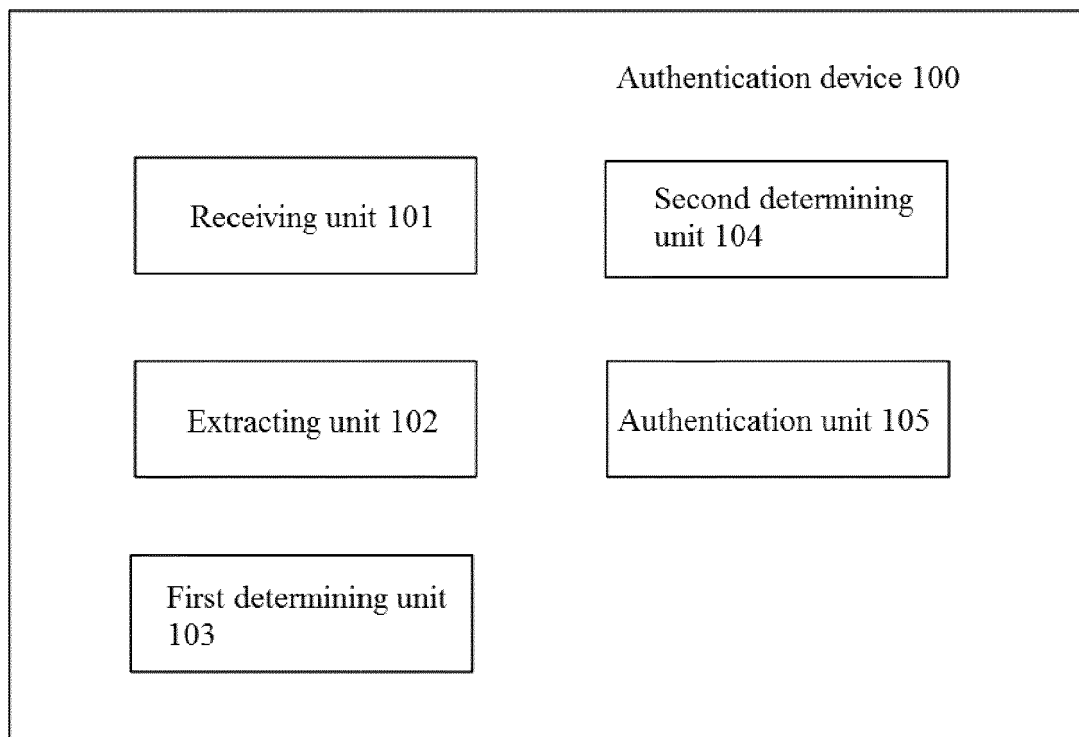 Authentication device 100
Receiving unit 101
Second determining
unit 104
Extracting unit 102
Authentication unit 105
First determining unit
103